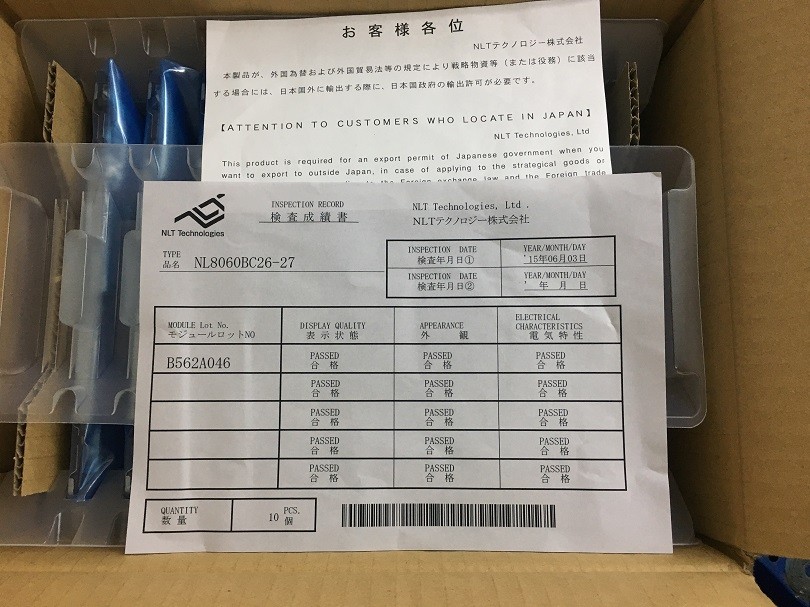 お客様各位
NLTテクノロジー株式会社
本製品が、外国為替および外国貿易法等の規定により戦略物資等（または役務）に該当
する場合には、日本国外に輸出する際に、日本国政府の輸出許可が必要です。
【ATTENTION TO CUSTOMERS WHO LOCATE IN JAPAN】
NLT Technologies, Ltd
This product is required for an export permit of Japanese government when you
want to export to outside Japan, in case of applying to the strategical goods or
the Foreign exchange law and the Foreign trade
NLT Technologies
INSPECTION RECORD
検査成績書
NLT Technologies, Ltd .
NLTテクノロジー株式会社
TYPE
品名 NL8060BC26-27
INSPECTION DATE YEAR/MONTH/DAY
検査年月日① '15年06月03日
INSPECTION DATE YEAR/MONTH/DAY
検査年月日② ' 年 月 日
MODULE Lot No. DISPLAY QUALITY APPEARANCE ELECTRICAL CHARACTERISTICS
モジュールロットNO 表示状態 外観 電気特性
B562A046 PASSED PASSED PASSED
合格 合格 合格
PASSED PASSED PASSED
合格 合格 合格
PASSED PASSED PASSED
合格 合格 合格
PASSED PASSED PASSED
合格 合格 合格
PASSED PASSED PASSED
合格 合格 合格
QUANTITY PCS.
数量 10 個